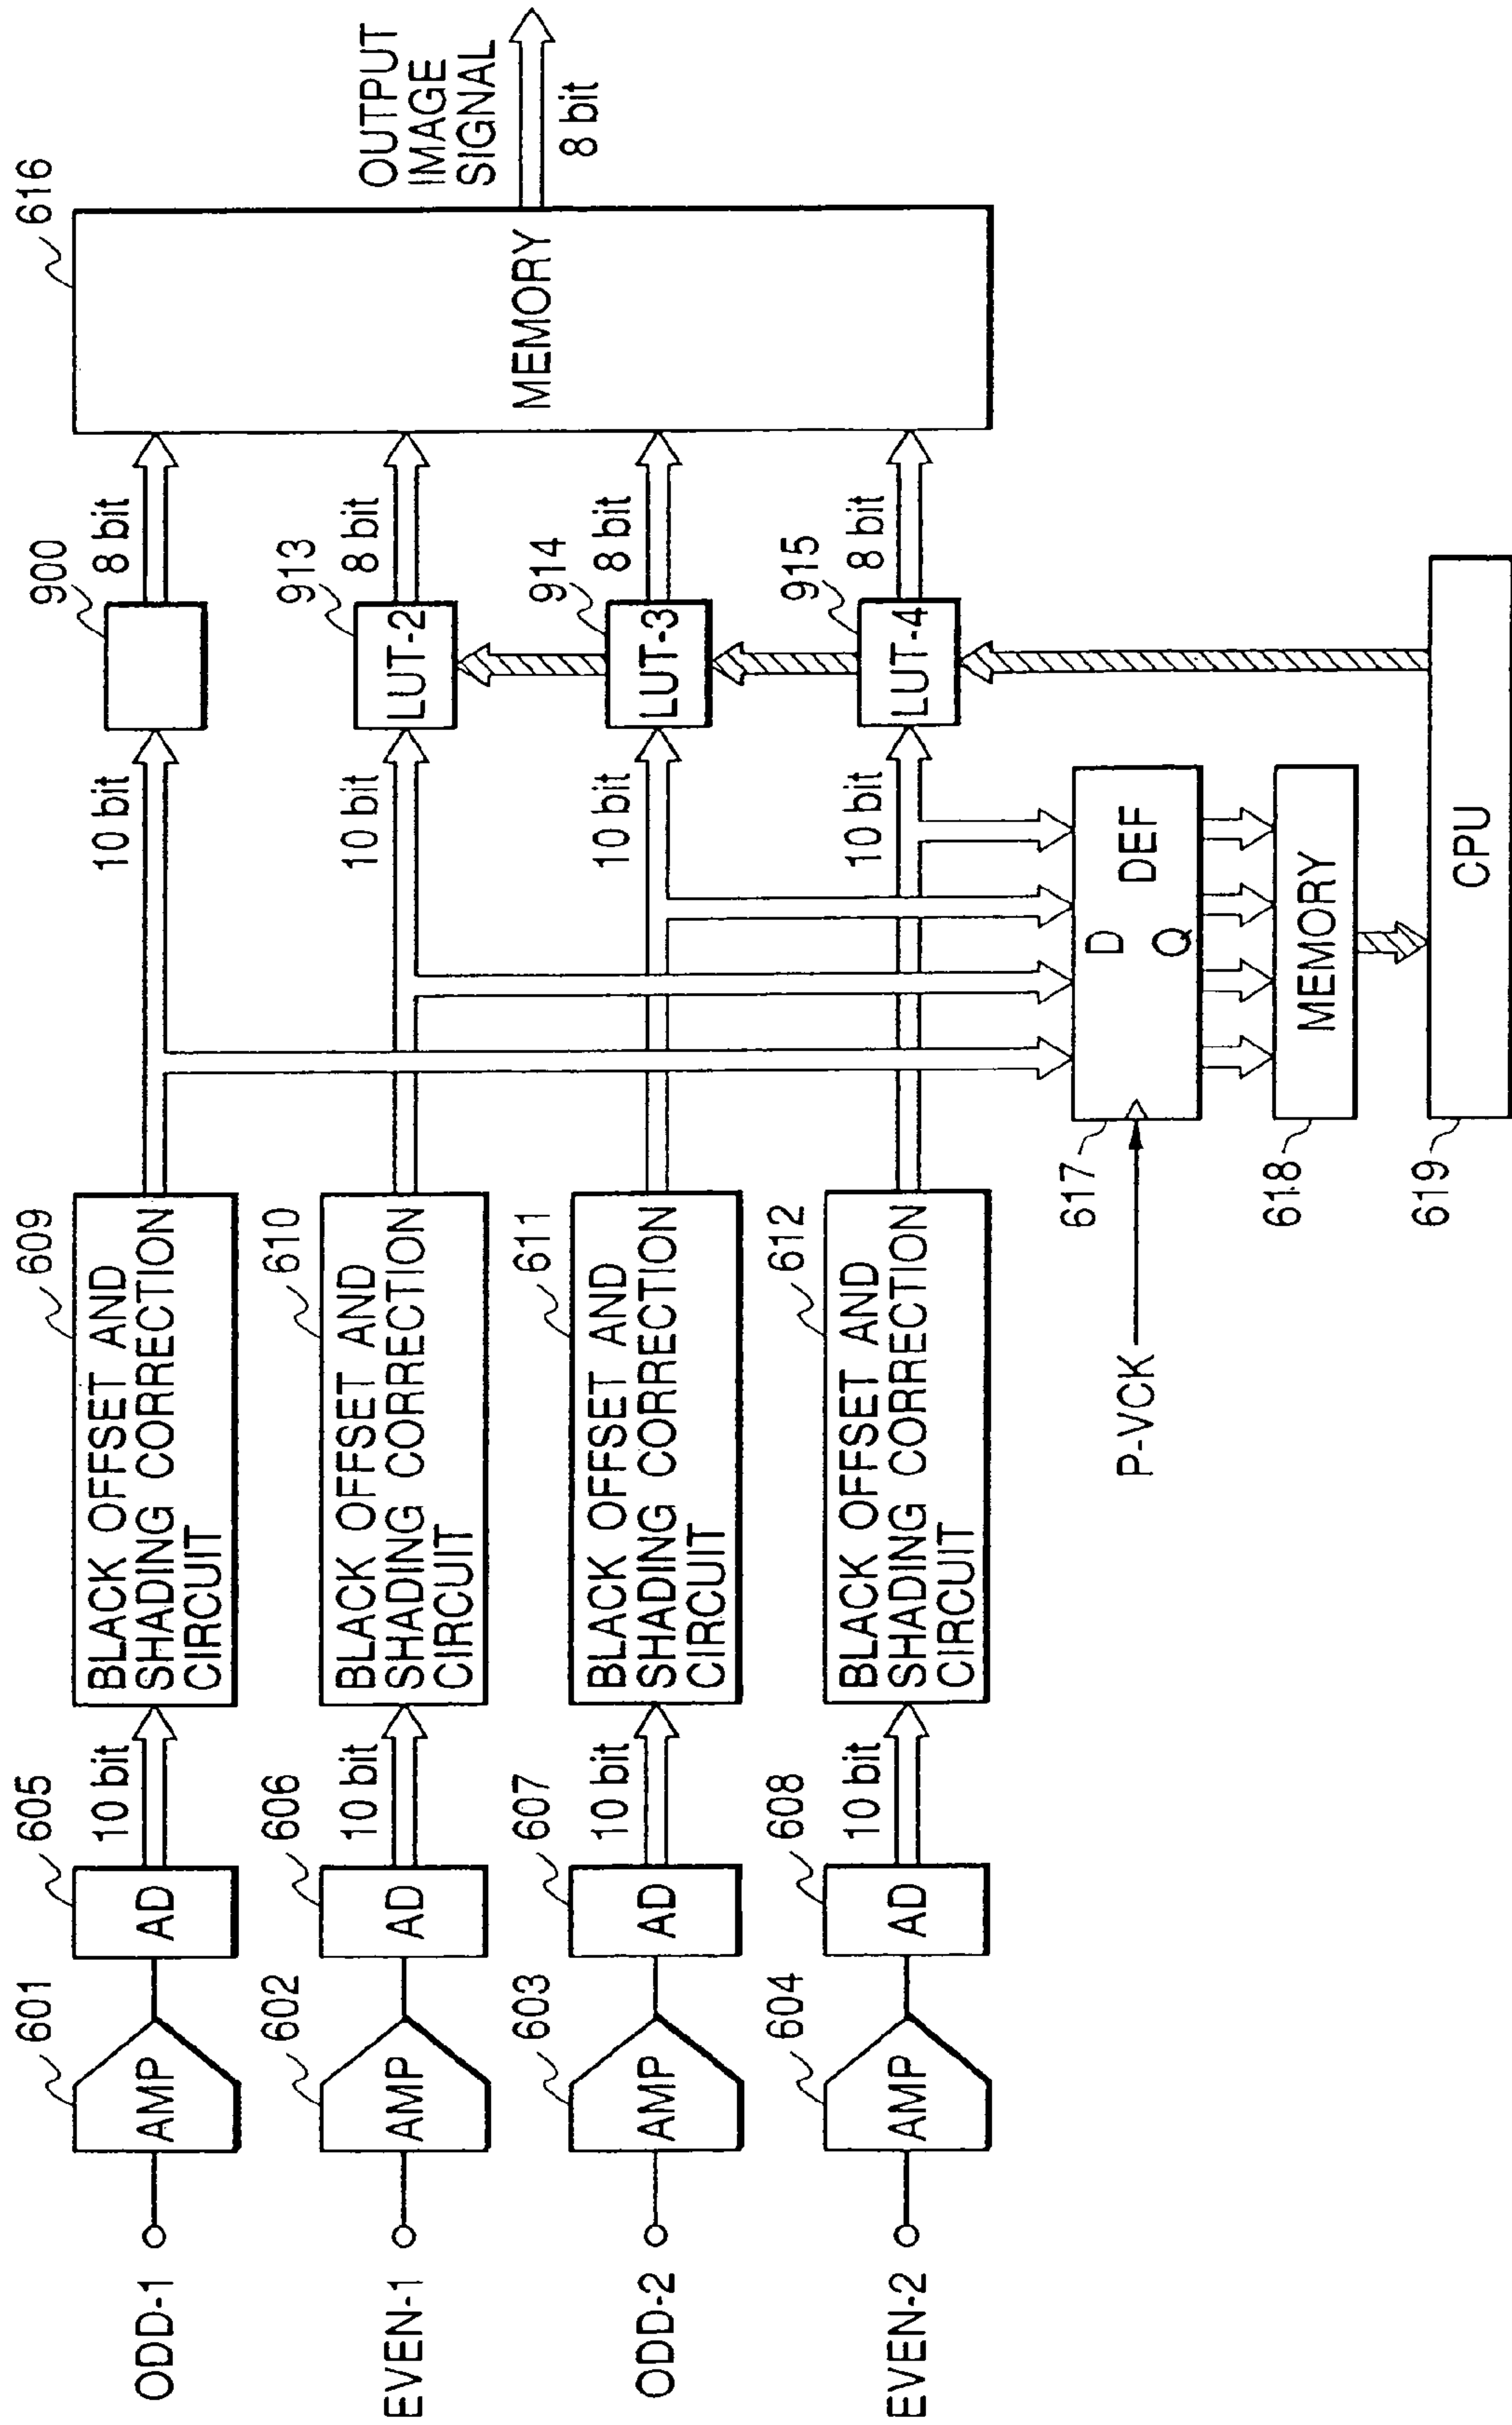 ODD-1
601
AMP
605
AD
10 bit
609
BLACK OFFSET AND
SHADING CORRECTION
CIRCUIT
10 bit
900
8 bit
616
MEMORY
OUTPUT
IMAGE
SIGNAL
8 bit
EVEN-1
602
AMP
606
AD
10 bit
610
BLACK OFFSET AND
SHADING CORRECTION
CIRCUIT
10 bit
913
LUT-2
8 bit
ODD-2
603
AMP
607
AD
10 bit
611
BLACK OFFSET AND
SHADING CORRECTION
CIRCUIT
10 bit
914
LUT-3
8 bit
EVEN-2
604
AMP
608
AD
10 bit
612
BLACK OFFSET AND
SHADING CORRECTION
CIRCUIT
10 bit
915
LUT-4
8 bit
P-VCK
617
D
DEF
Q
618
MEMORY
619
CPU